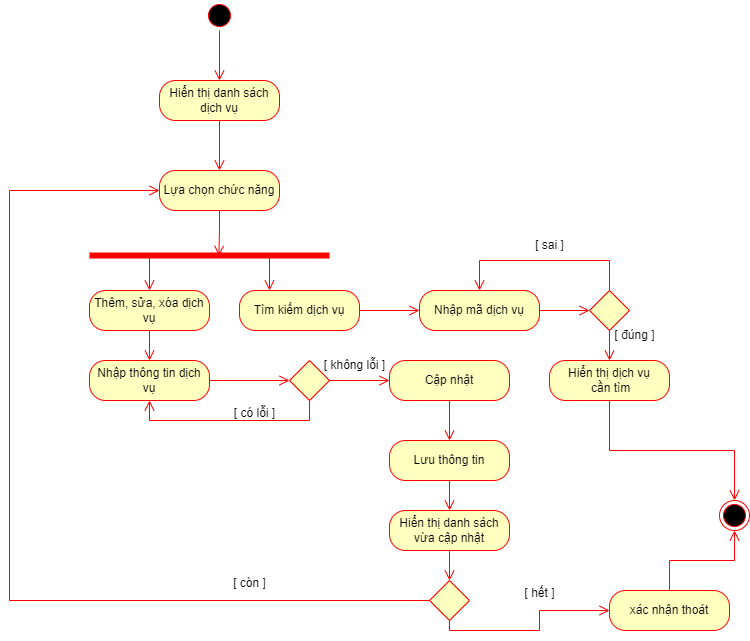 Hiển thị danh sách
dịch vụ
Lựa chọn chức năng
[ sai ]
Thêm, sửa, xóa dịch
vụ
Tìm kiếm dịch vụ
Nhập mã dịch vụ
[ đúng ]
Nhập thông tin dịch
vụ
[ không lỗi ]
Cập nhật
Hiển thị dịch vụ
cần tìm
[ có lỗi ]
Lưu thông tin
Hiển thị danh sách
vừa cập nhật
[ còn ]
[ hết ]
xác nhận thoát